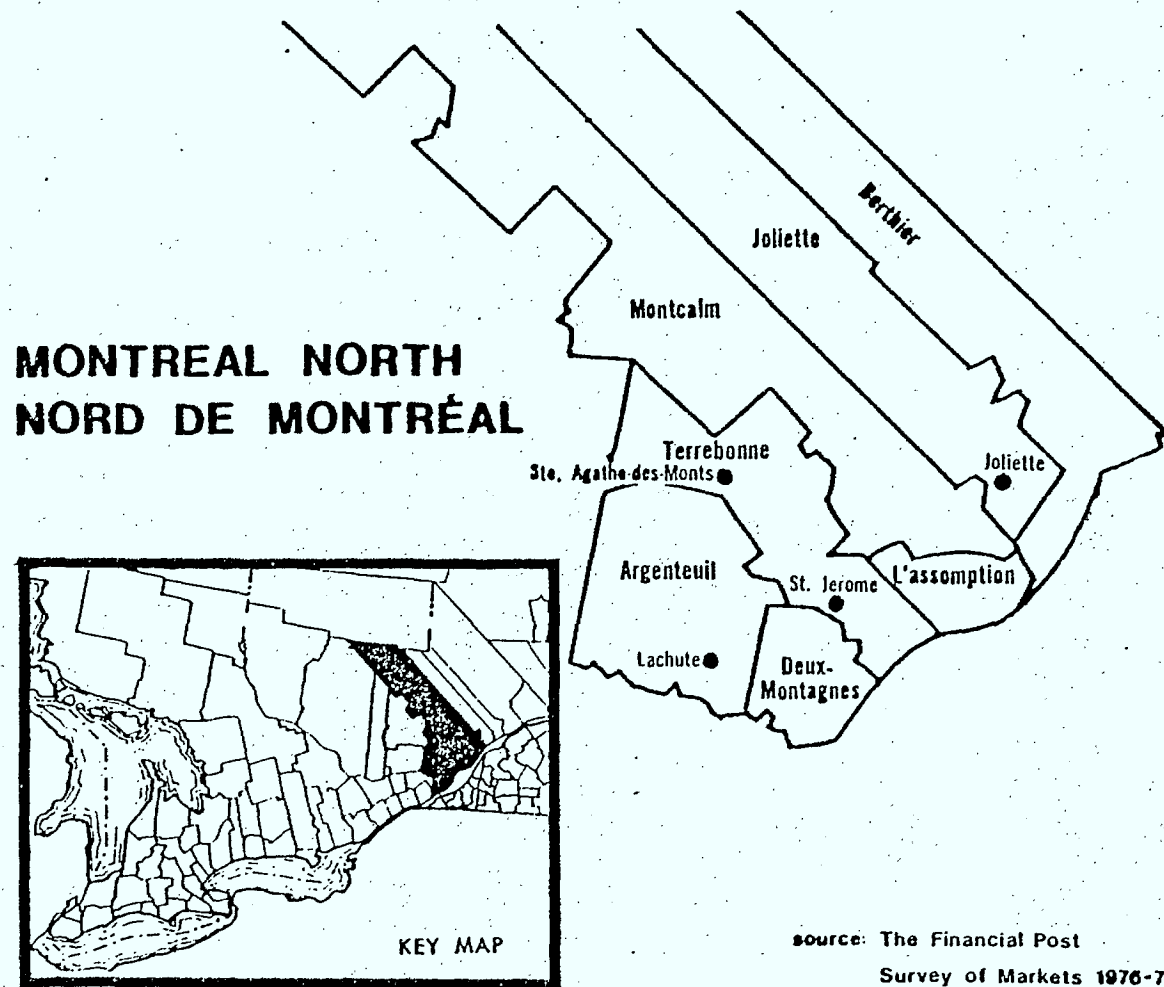 MONTREAL NORTH
NORD DE MONTRÉAL
Berthier
Joliette
Montcalm
Terrebonne
Ste, Agathe-des-Monts
Joliette
Argenteuil
St. Jerome
L'assomption
Lachute
Deux-
Montagnes
KEY MAP
source: The Financial Post
Survey of Markets 1976-7